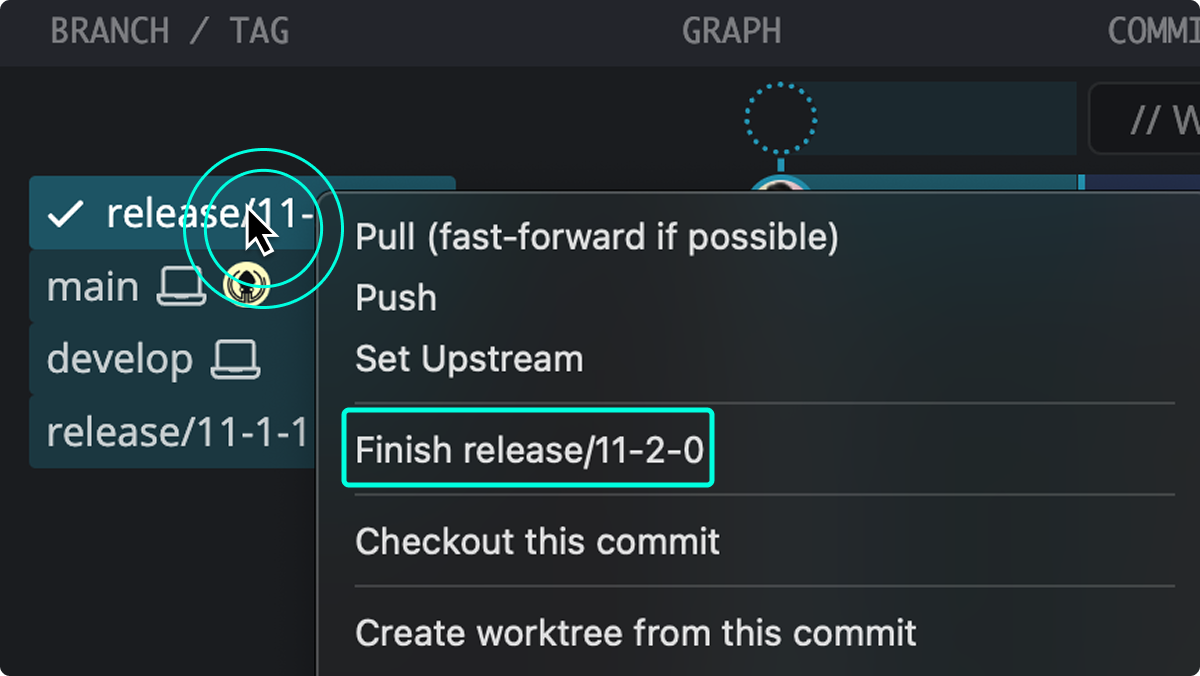 BRANCH / TAG
GRAPH
COMMI
// W
release/11-
Pull (fast-forward if possible)
main
Push
develop
Set Upstream
release/11-1-1
Finish release/11-2-0
Checkout this commit
Create worktree from this commit